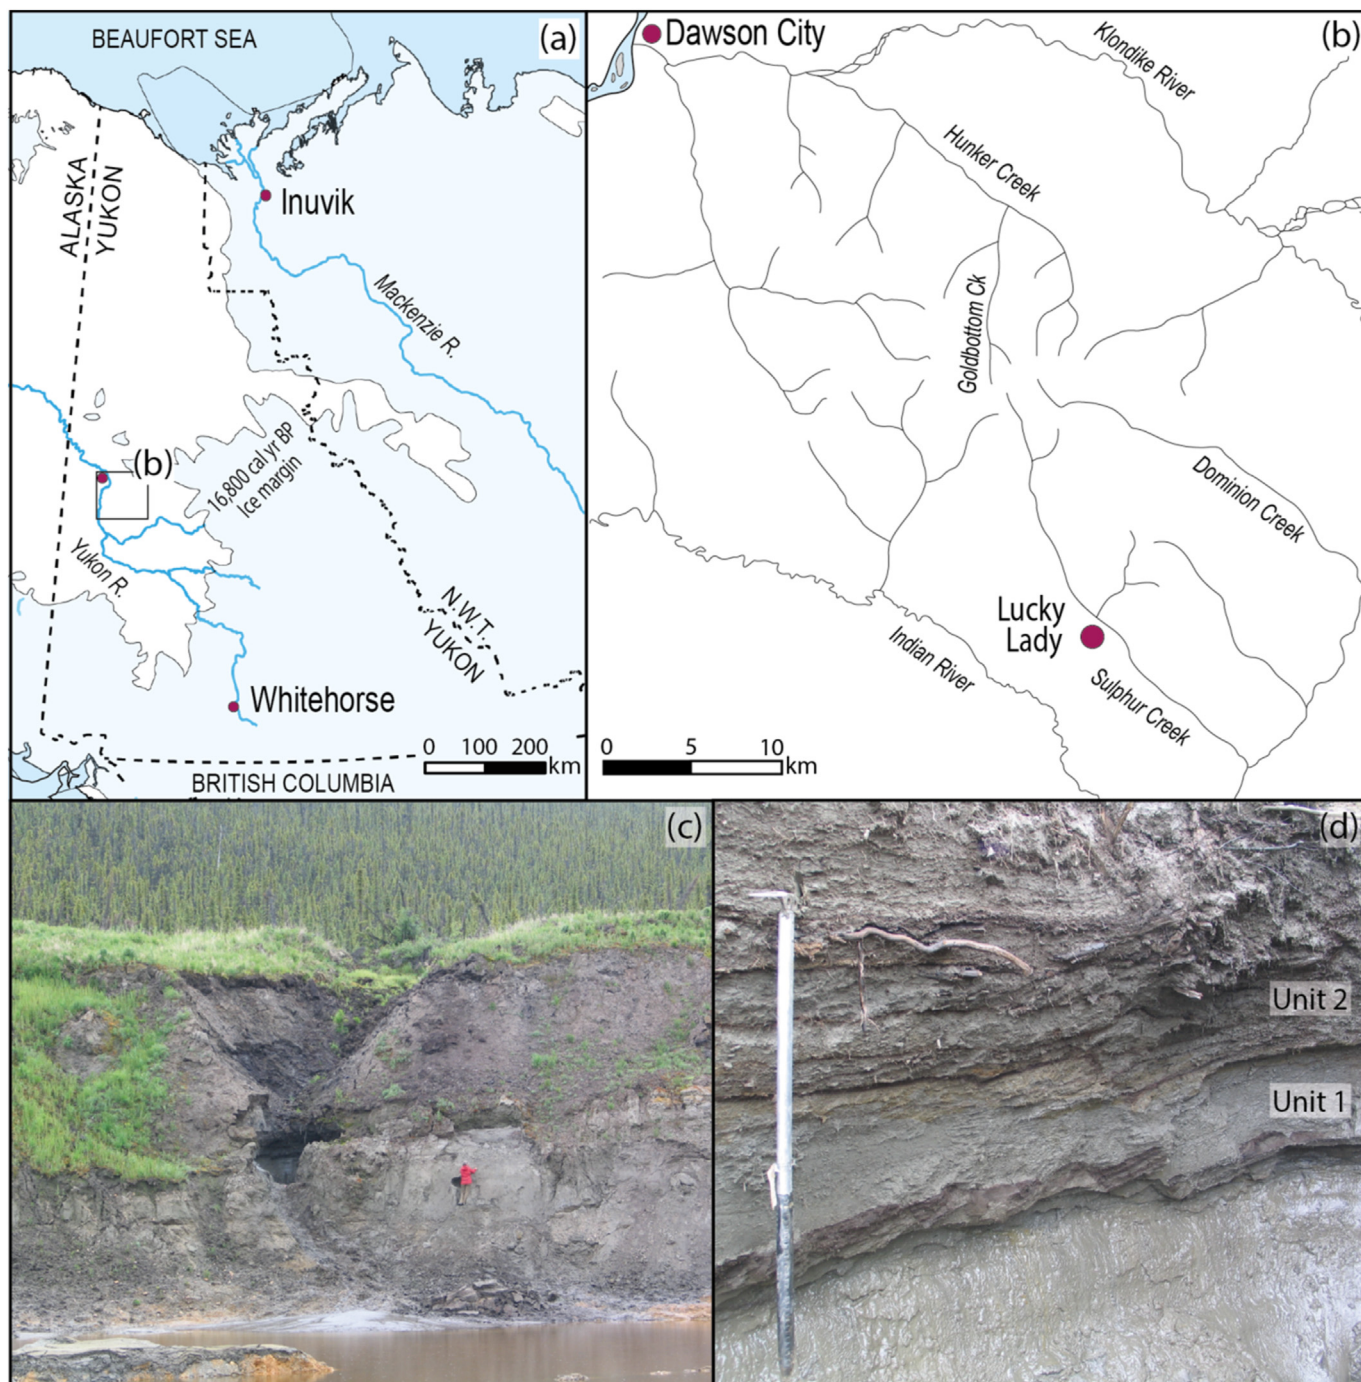 (a)
BEAUFORT SEA
ALASKA
YUKON
Inuvik
Mackenzie R.
(b)
16,800 cal yr BP
Ice margin
Yukon R.
N.W.T.
YUKON
Whitehorse
0 100 200
km
BRITISH COLUMBIA
(b)
Dawson City
Klondike River
Hunker Creek
Goldbottom Ck
Dominion Creek
Lucky
Lady
Indian River
Sulphur Creek
0 5 10
km
(c)
(d)
Unit 2
Unit 1